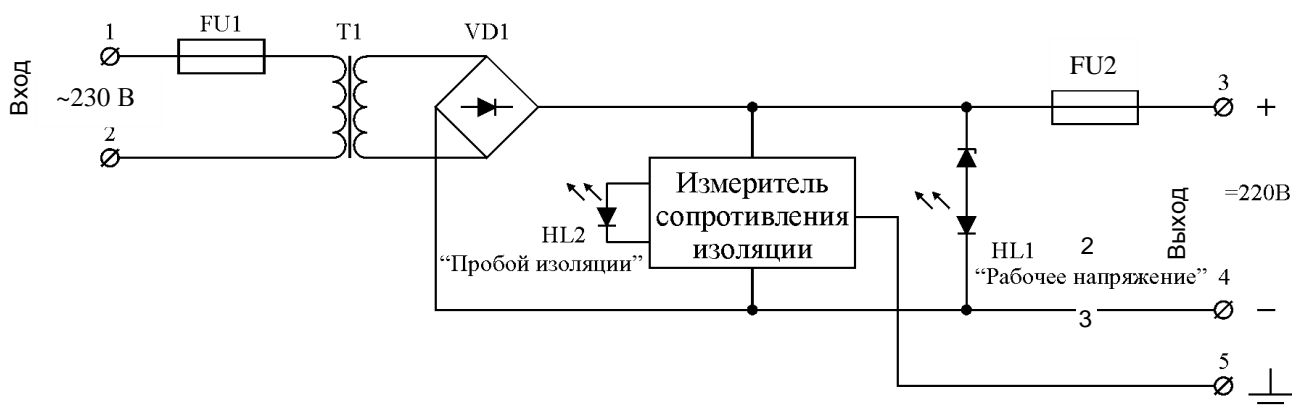 FU1
T1
VD1
1
Вход
~230 В
2
FU2
3
+
Измеритель
сопротивления
изоляции
HL2
“Пробой изоляции”
HL1
“Рабочее напряжение”
2
Выход
=220В
4
3
−
5